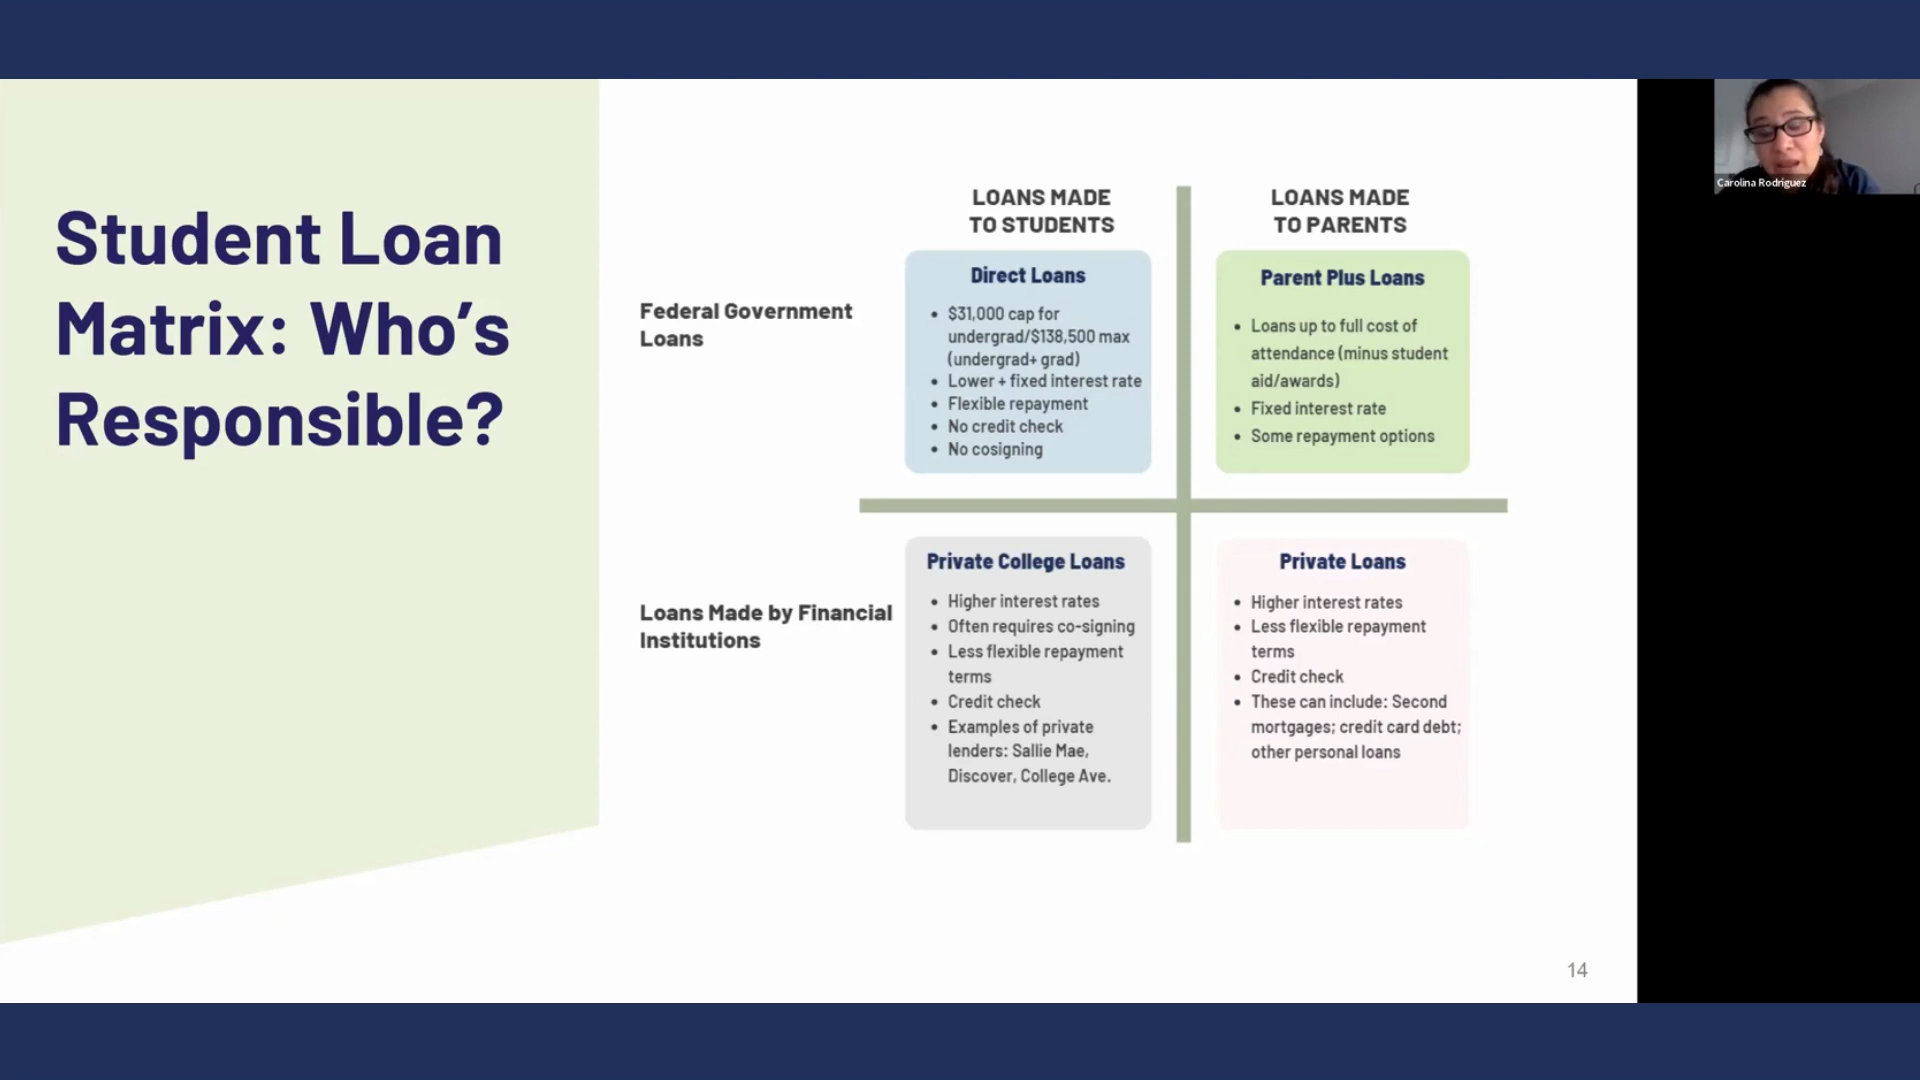 Student Loan
Matrix: Who's
Responsible?
LOANS MADE
TO STUDENTS
LOANS MADE
TO PARENTS
Federal Government
Loans
Direct Loans
• $31,000 cap for
undergrad/$138,500 max
(undergrad+ grad)
• Lower + fixed interest rate
• Flexible repayment
• No credit check
• No cosigning
Parent Plus Loans
• Loans up to full cost of
attendance (minus student
aid/awards)
• Fixed interest rate
• Some repayment options
Loans Made by Financial
Institutions
Private College Loans
• Higher interest rates
• Often requires co-signing
• Less flexible repayment
terms
• Credit check
• Examples of private
lenders: Sallie Mae,
Discover, College Ave.
Private Loans
• Higher interest rates
• Less flexible repayment
terms
• Credit check
• These can include: Second
mortgages; credit card debt;
other personal loans
14
Carolina Rodriguez